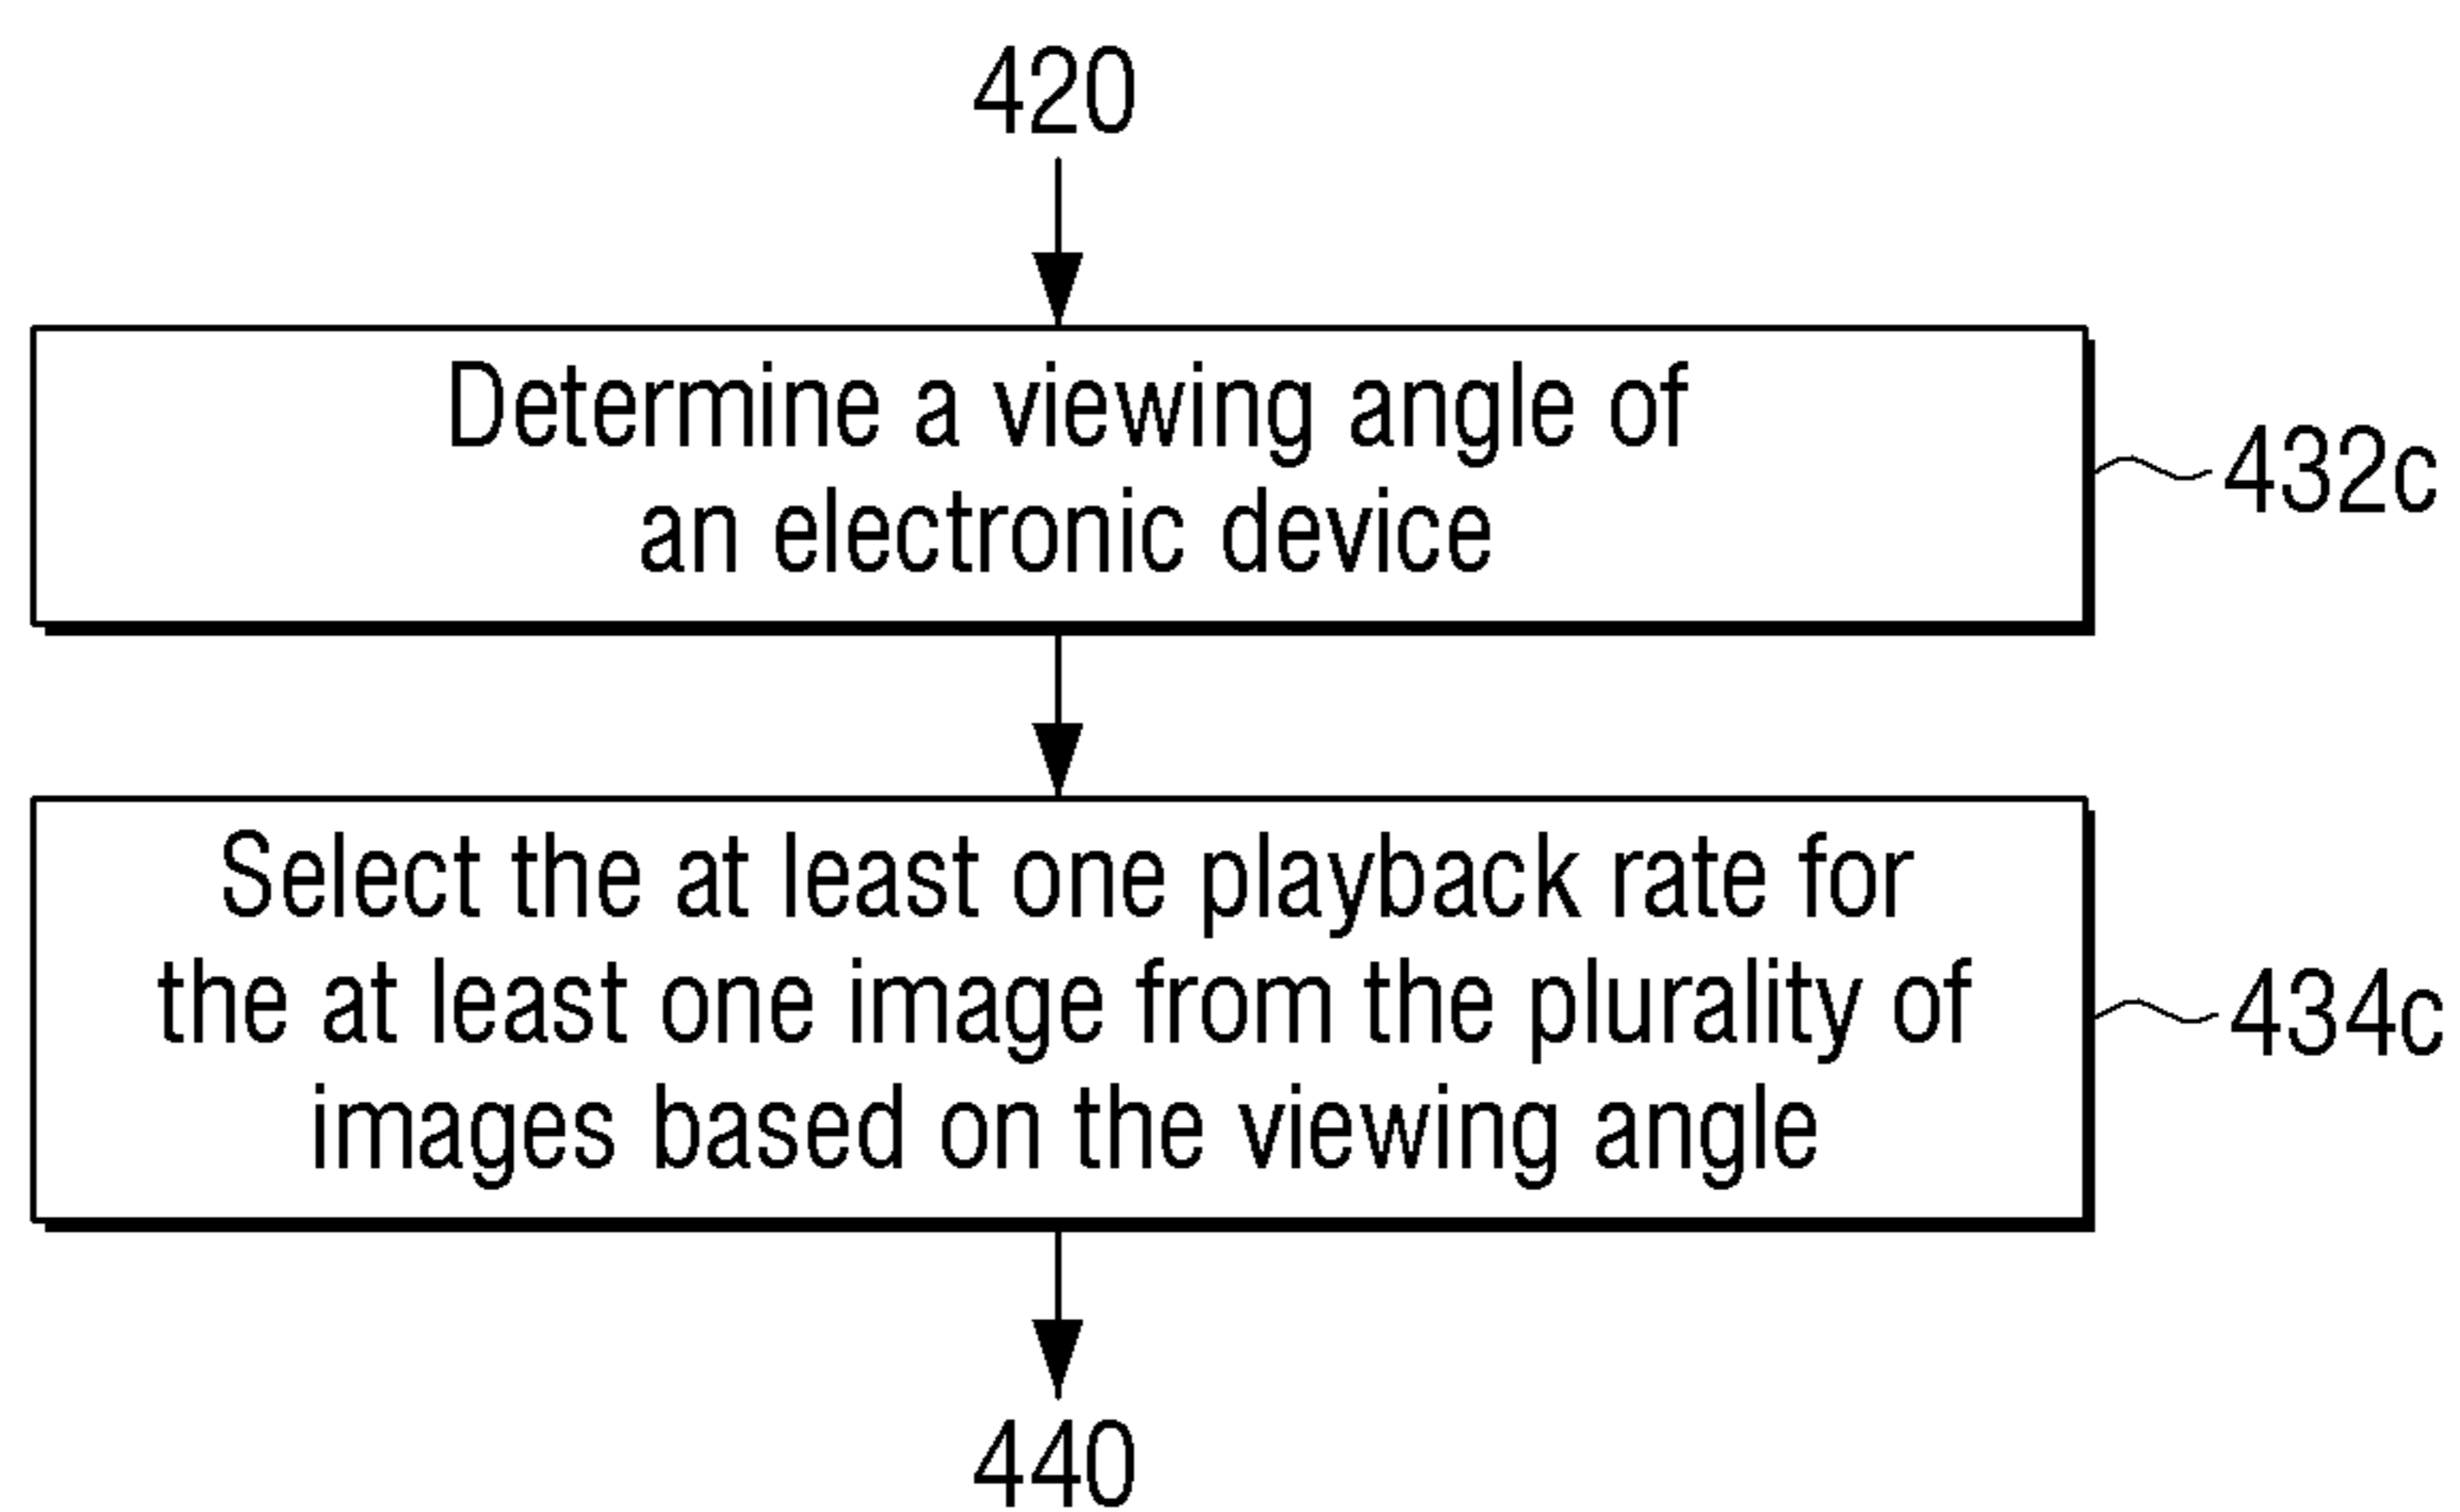 420
Determine a viewing angle of
an electronic device
432c
Select the at least one playback rate for
the at least one image from the plurality of
images based on the viewing angle
434c
440